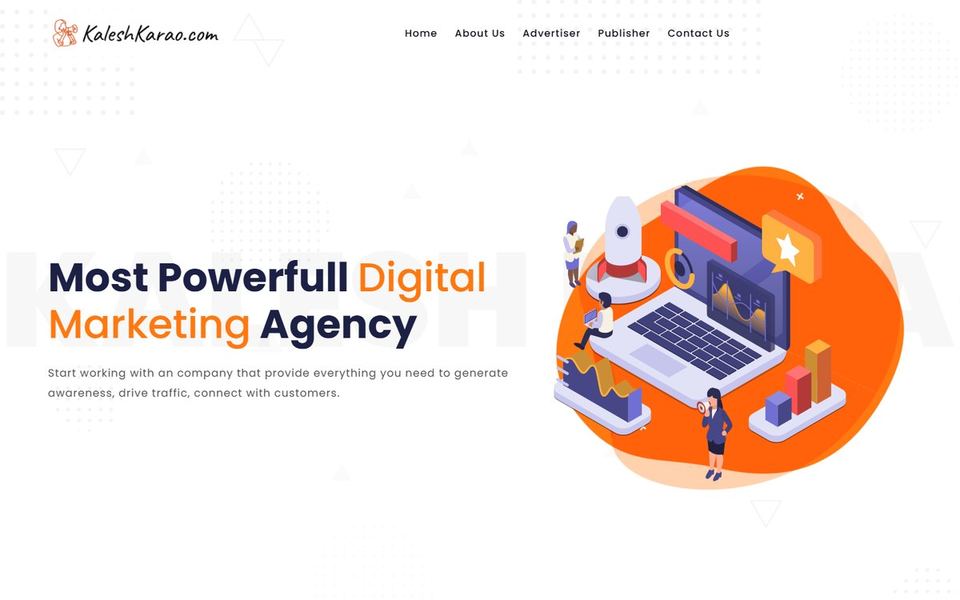 KaleshKarao.com
Home About Us Advertiser Publisher Contact Us
Most Powerfull Digital
Marketing Agency
Start working with an company that provide everything you need to generate
awareness, drive traffic, connect with customers.